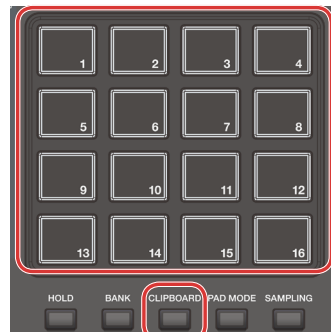 1 2 3 4
5 6 7 8
9 10 11 12
13 14 15 16
HOLD BANK CLIPBOARD PAD MODE SAMPLING